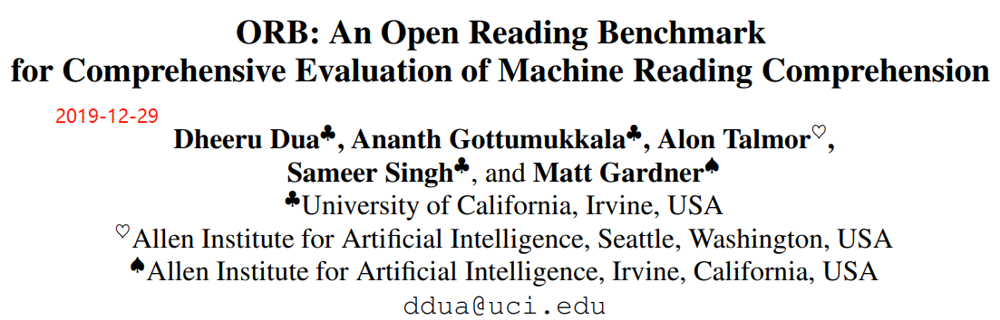 ORB: An Open Reading Benchmark
for Comprehensive Evaluation of Machine Reading Comprehension
2019-12-29
Dheeru Dua♣, Ananth Gottumukkala♣, Alon Talmor♡,
Sameer Singh♣, and Matt Gardner♠
♣University of California, Irvine, USA
♡Allen Institute for Artificial Intelligence, Seattle, Washington, USA
♠Allen Institute for Artificial Intelligence, Irvine, California, USA
ddua@uci.edu